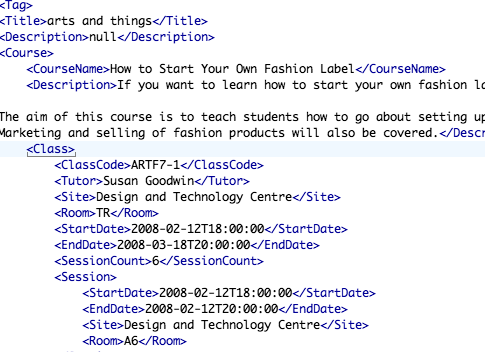 <Tag>
<Title>arts and things</Title>
<Description>null</Description>
<Course>
<CourseName>How to Start Your Own Fashion Label</CourseName>
<Description>If you want to learn how to start your own fashion
The aim of this course is to teach students how to go about setting up
Marketing and selling of fashion products will also be covered.</Descr
<Class>
<ClassCode>ARTF7-1</ClassCode>
<Tutor>Susan Goodwin</Tutor>
<Site>Design and Technology Centre</Site>
<Room>TR</Room>
<StartDate>2008-02-12T18:00:00</StartDate>
<EndDate>2008-03-18T20:00:00</EndDate>
<SessionCount>6</SessionCount>
<Session>
<StartDate>2008-02-12T18:00:00</StartDate>
<EndDate>2008-02-12T20:00:00</EndDate>
<Site>Design and Technology Centre</Site>
<Room>A6</Room>